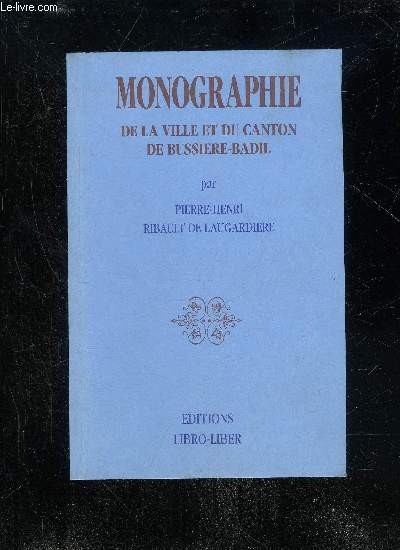 Le-livre.com
MONOGRAPHIE
DE LA VILLE ET DU CANTON
DE BUSSIERE-BADIL
par
PIERRE-HENRI
RIBAULT DE LAUGARDIERE
EDITIONS
LIBRO-LIBER